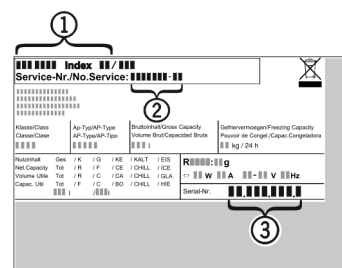 1
Index /
Service-Nr./No.Service: -
2
Klasse/Class Ap-Typ/AP-Type Bruttoinhalt/Gross Capacity Gefriervermoegen/Freezing Capacity
Classe/Clase AP-Type/AP-Tipo Volume Brut/Capacidad Bruta Pouvoir de Congel./Capac.Congeladora
l kg / 24 h
Nutzinhalt Ges / K / G / KE / KALT / EIS
Net.Capacity Tot / R / F / CE / CHILL / ICE
Volume Utile Tot / R / C / CA / CHILL / GLA
Capac. Util Tot / F / C / BO / CHILL / HIE
l / l
R : g
W A - V Hz
Serial-Nr. . . .
3